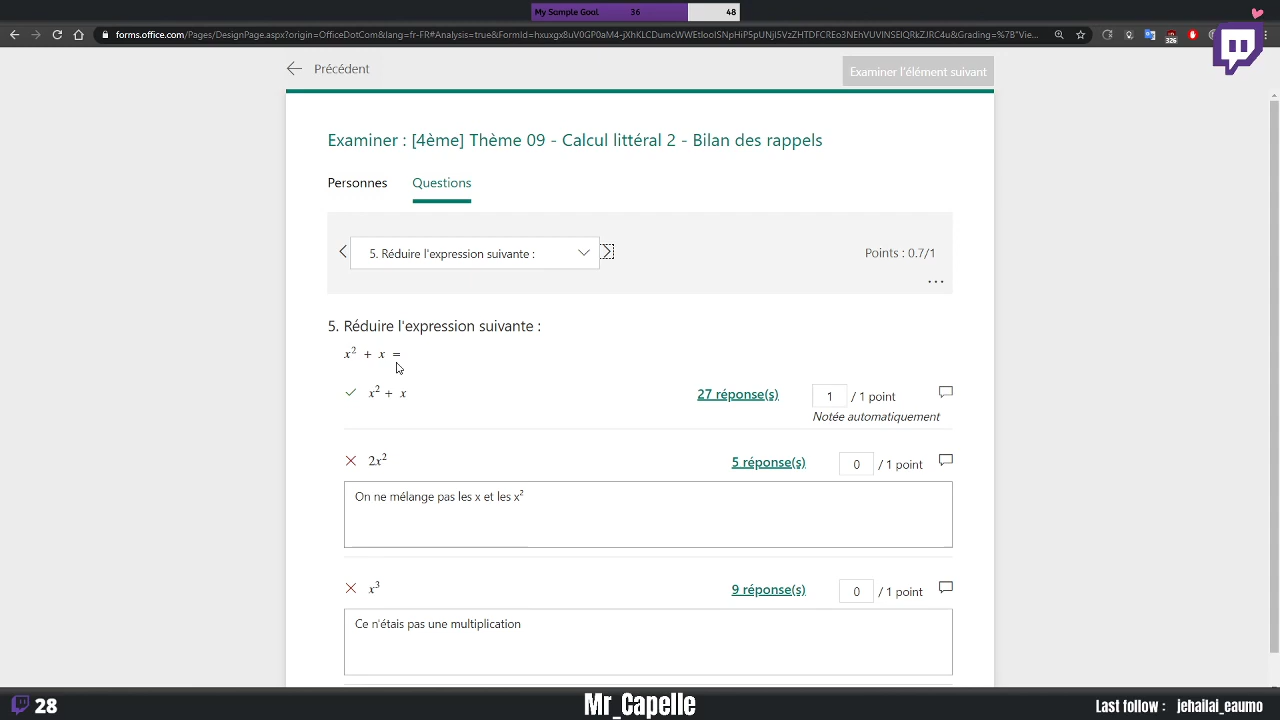 My Sample Goal 36 48
forms.office.com/Pages/DesignPage.aspx?origin=OfficeDotCom&lang=fr-FR#Analysis=true&FormId=
326
Précédent
Examiner l'élément suivant
Examiner : [4ème] Thème 09 - Calcul littéral 2 - Bilan des rappels
Personnes Questions
5. Réduire l'expression suivante :
Points : 0.7/1
5. Réduire l'expression suivante :
x² + x =
x² + x 27 réponse(s) 1 / 1 point
Notée automatiquement
2x² 5 réponse(s) 0 / 1 point
On ne mélange pas les x et les x²
x³ 9 réponse(s) 0 / 1 point
Ce n'étais pas une multiplication
28 Mr_Capelle Last follow : jehailai_eaumo